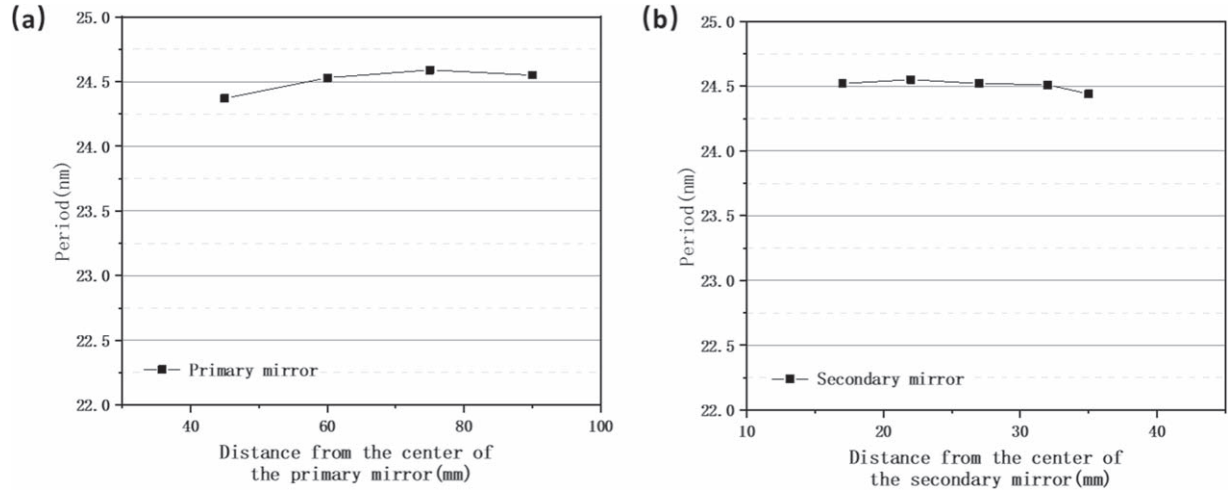 (a)
25.0
24.5
24.0
23.5
23.0
22.5
22.0
Period(nm)
Primary mirror
40
60
80
100
Distance from the center of
the primary mirror(mm)
(b)
25.0
24.5
24.0
23.5
23.0
22.5
22.0
Period(nm)
Secondary mirror
10
20
30
40
Distance from the center of
the secondary mirror(mm)